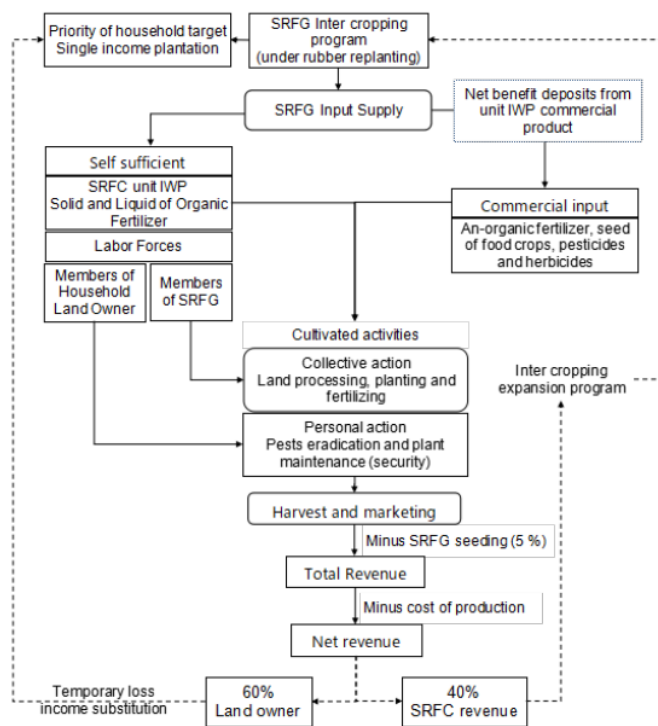 Priority of household target
Single income plantation
SRFG Inter cropping
program
(under rubber replanting)
SRFG Input Supply
Net benefit deposits from
unit IWP commercial
product
Self sufficient
SRFC unit IWP
Solid and Liquid of Organic
Fertilizer
Labor Forces
Members of
Household
Land Owner
Members
of SRFG
Commercial input
An-organic fertilizer, seed
of food crops, pesticides
and herbicides
Cultivated activities
Collective action
Land processing, planting and
fertilizing
Inter cropping
expansion program
Personal action
Pests eradication and plant
maintenance (security)
Harvest and marketing
Minus SRFG seeding (5 %)
Total Revenue
Minus cost of production
Net revenue
Temporary loss
income substitution
60%
Land owner
40%
SRFC revenue